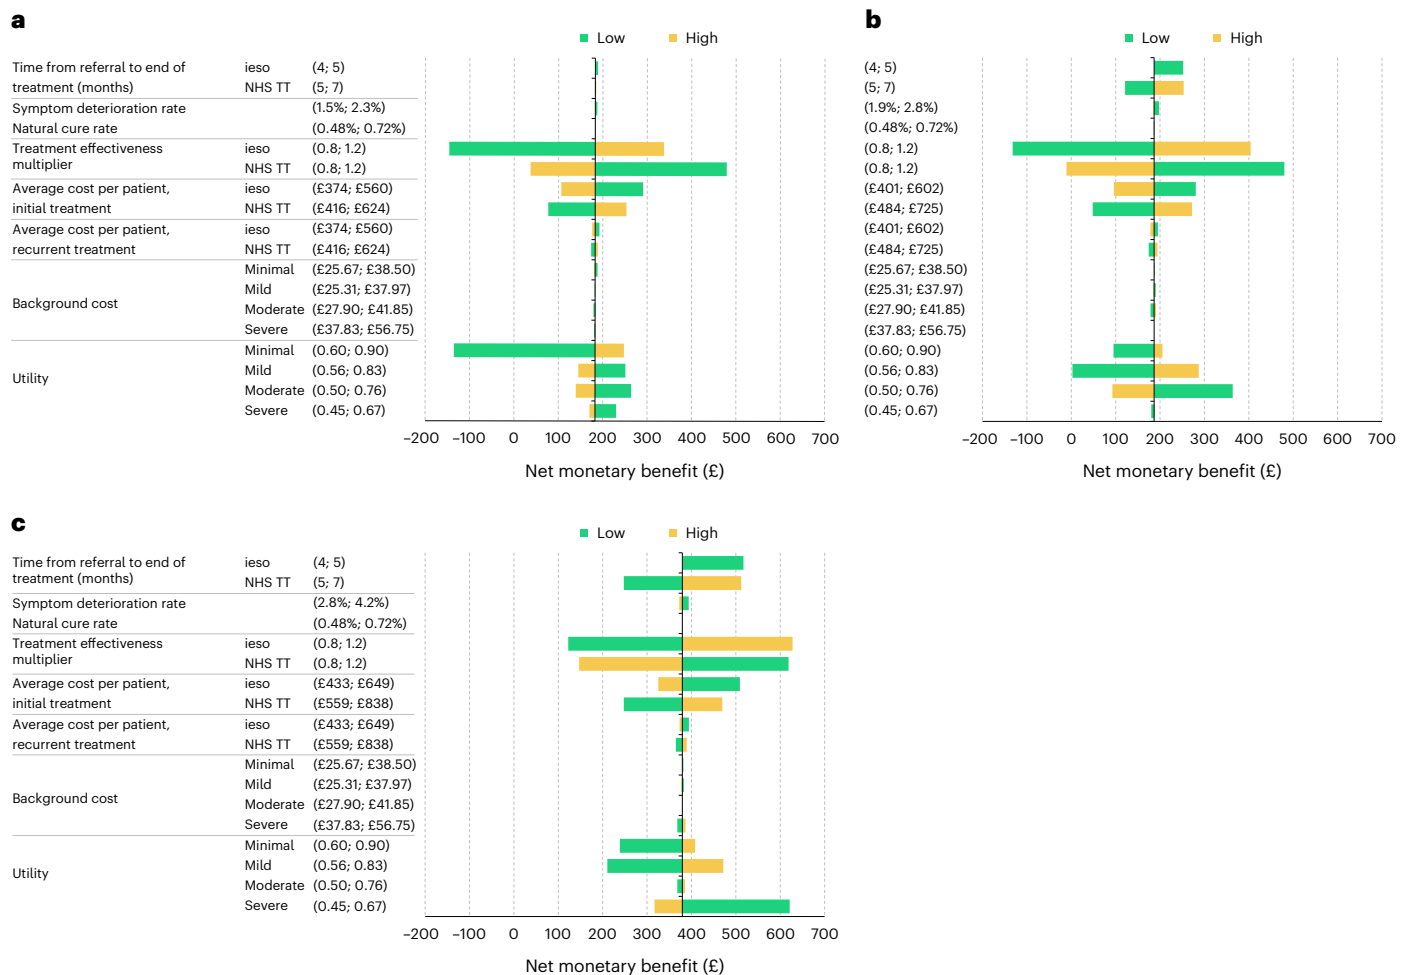 a
Low High
Time from referral to end of ieso (4; 5)
treatment (months) NHS TT (5; 7)
Symptom deterioration rate (1.5%; 2.3%)
Natural cure rate (0.48%; 0.72%)
Treatment effectiveness ieso (0.8; 1.2)
multiplier NHS TT (0.8; 1.2)
Average cost per patient, ieso (£374; £560)
initial treatment NHS TT (£416; £624)
Average cost per patient, ieso (£374; £560)
recurrent treatment NHS TT (£416; £624)
Minimal (£25.67; £38.50)
Mild (£25.31; £37.97)
Background cost
Moderate (£27.90; £41.85)
Severe (£37.83; £56.75)
Minimal (0.60; 0.90)
Mild (0.56; 0.83)
Utility
Moderate (0.50; 0.76)
Severe (0.45; 0.67)
–200 –100 0 100 200 300 400 500 600 700
Net monetary benefit (£)
b
Low High
(4; 5)
(5; 7)
(1.9%; 2.8%)
(0.48%; 0.72%)
(0.8; 1.2)
(0.8; 1.2)
(£401; £602)
(£484; £725)
(£401; £602)
(£484; £725)
(£25.67; £38.50)
(£25.31; £37.97)
(£27.90; £41.85)
(£37.83; £56.75)
(0.60; 0.90)
(0.56; 0.83)
(0.50; 0.76)
(0.45; 0.67)
–200 –100 0 100 200 300 400 500 600 700
Net monetary benefit (£)
c
Low High
Time from referral to end of ieso (4; 5)
treatment (months) NHS TT (5; 7)
Symptom deterioration rate (2.8%; 4.2%)
Natural cure rate (0.48%; 0.72%)
Treatment effectiveness ieso (0.8; 1.2)
multiplier NHS TT (0.8; 1.2)
Average cost per patient, ieso (£433; £649)
initial treatment NHS TT (£559; £838)
Average cost per patient, ieso (£433; £649)
recurrent treatment NHS TT (£559; £838)
Minimal (£25.67; £38.50)
Mild (£25.31; £37.97)
Background cost
Moderate (£27.90; £41.85)
Severe (£37.83; £56.75)
Minimal (0.60; 0.90)
Mild (0.56; 0.83)
Utility
Moderate (0.50; 0.76)
Severe (0.45; 0.67)
–200 –100 0 100 200 300 400 500 600 700
Net monetary benefit (£)